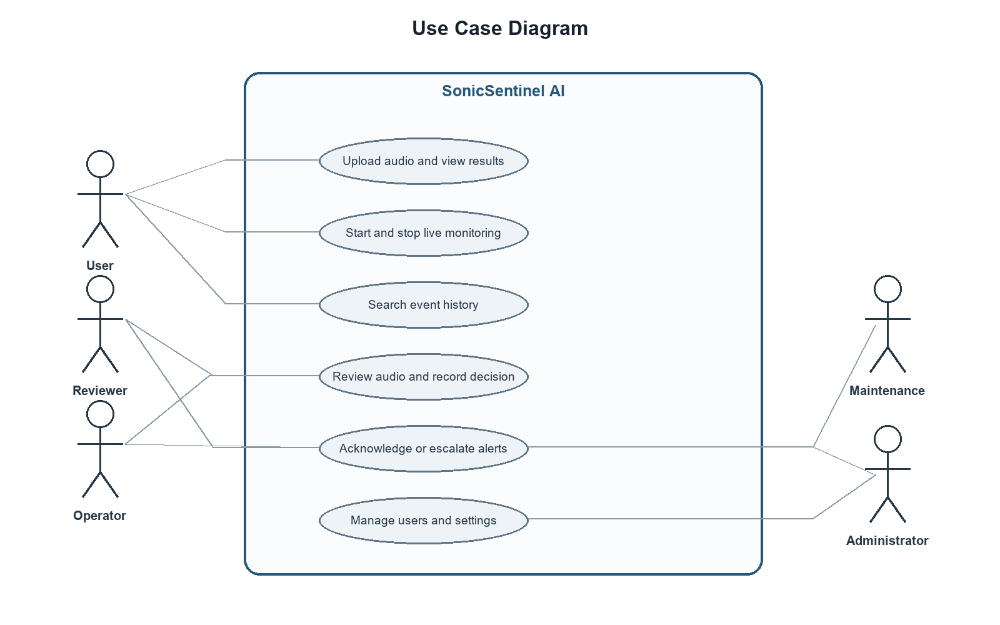 Use Case Diagram
SonicSentinel AI
Upload audio and view results
Start and stop live monitoring
User
Search event history
Review audio and record decision
Reviewer
Maintenance
Acknowledge or escalate alerts
Operator
Manage users and settings
Administrator